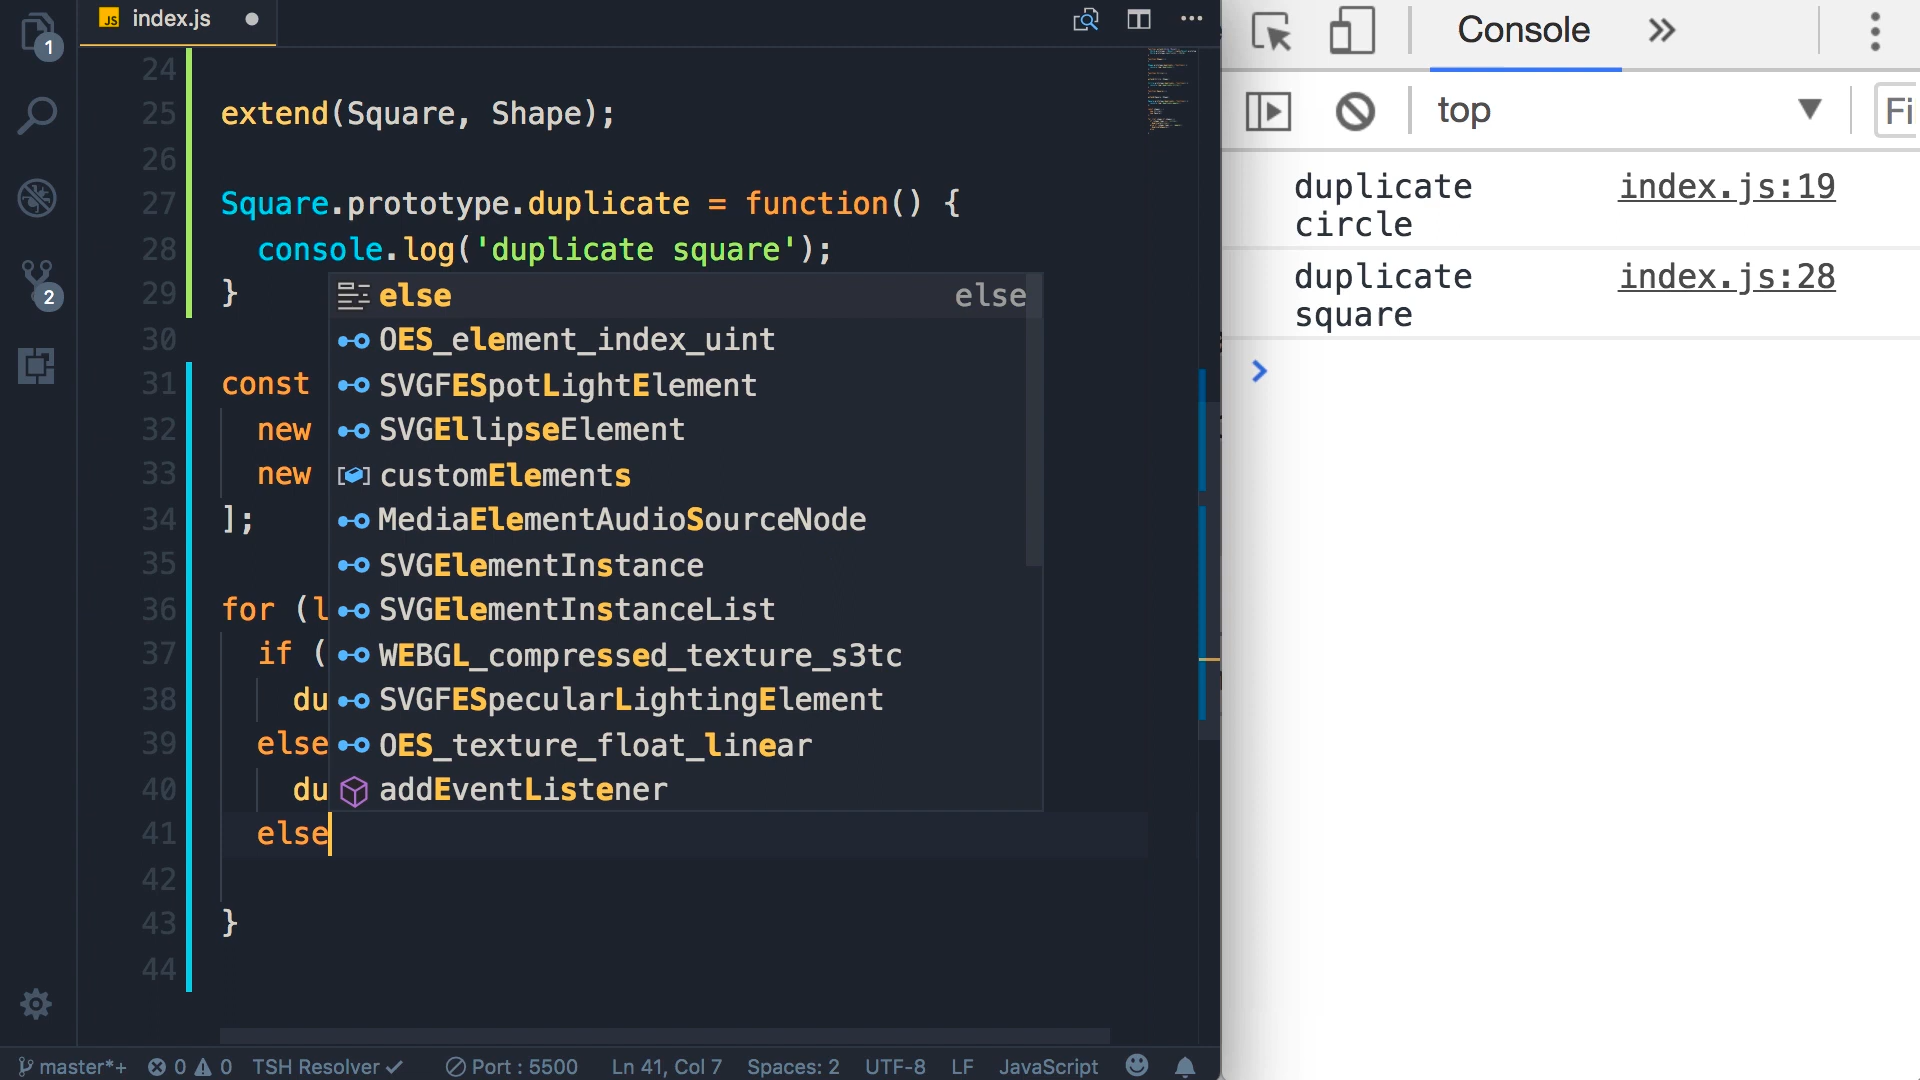 1
JS index.js
24
25 extend(Square, Shape);
26
27 Square.prototype.duplicate = function() {
28 console.log('duplicate square');
29 }
else else
OES_element_index_uint
30
SVGFESpotLightElement
31 const
SVGEllipseElement
32 new
customElements
33 new
MediaElementAudioSourceNode
34 ];
SVGElementInstance
35
SVGElementInstanceList
36 for (l
WEBGL_compressed_texture_s3tc
37 if (
SVGFESpecularLightingElement
38 du
OES_texture_float_linear
39 else
addEventListener
40 du
41 else
42
43 }
44
2
master*+ 0 0 TSH Resolver Port : 5500 Ln 41, Col 7 Spaces: 2 UTF-8 LF JavaScript
Console
top
Fi
duplicate circle index.js:19
duplicate square index.js:28